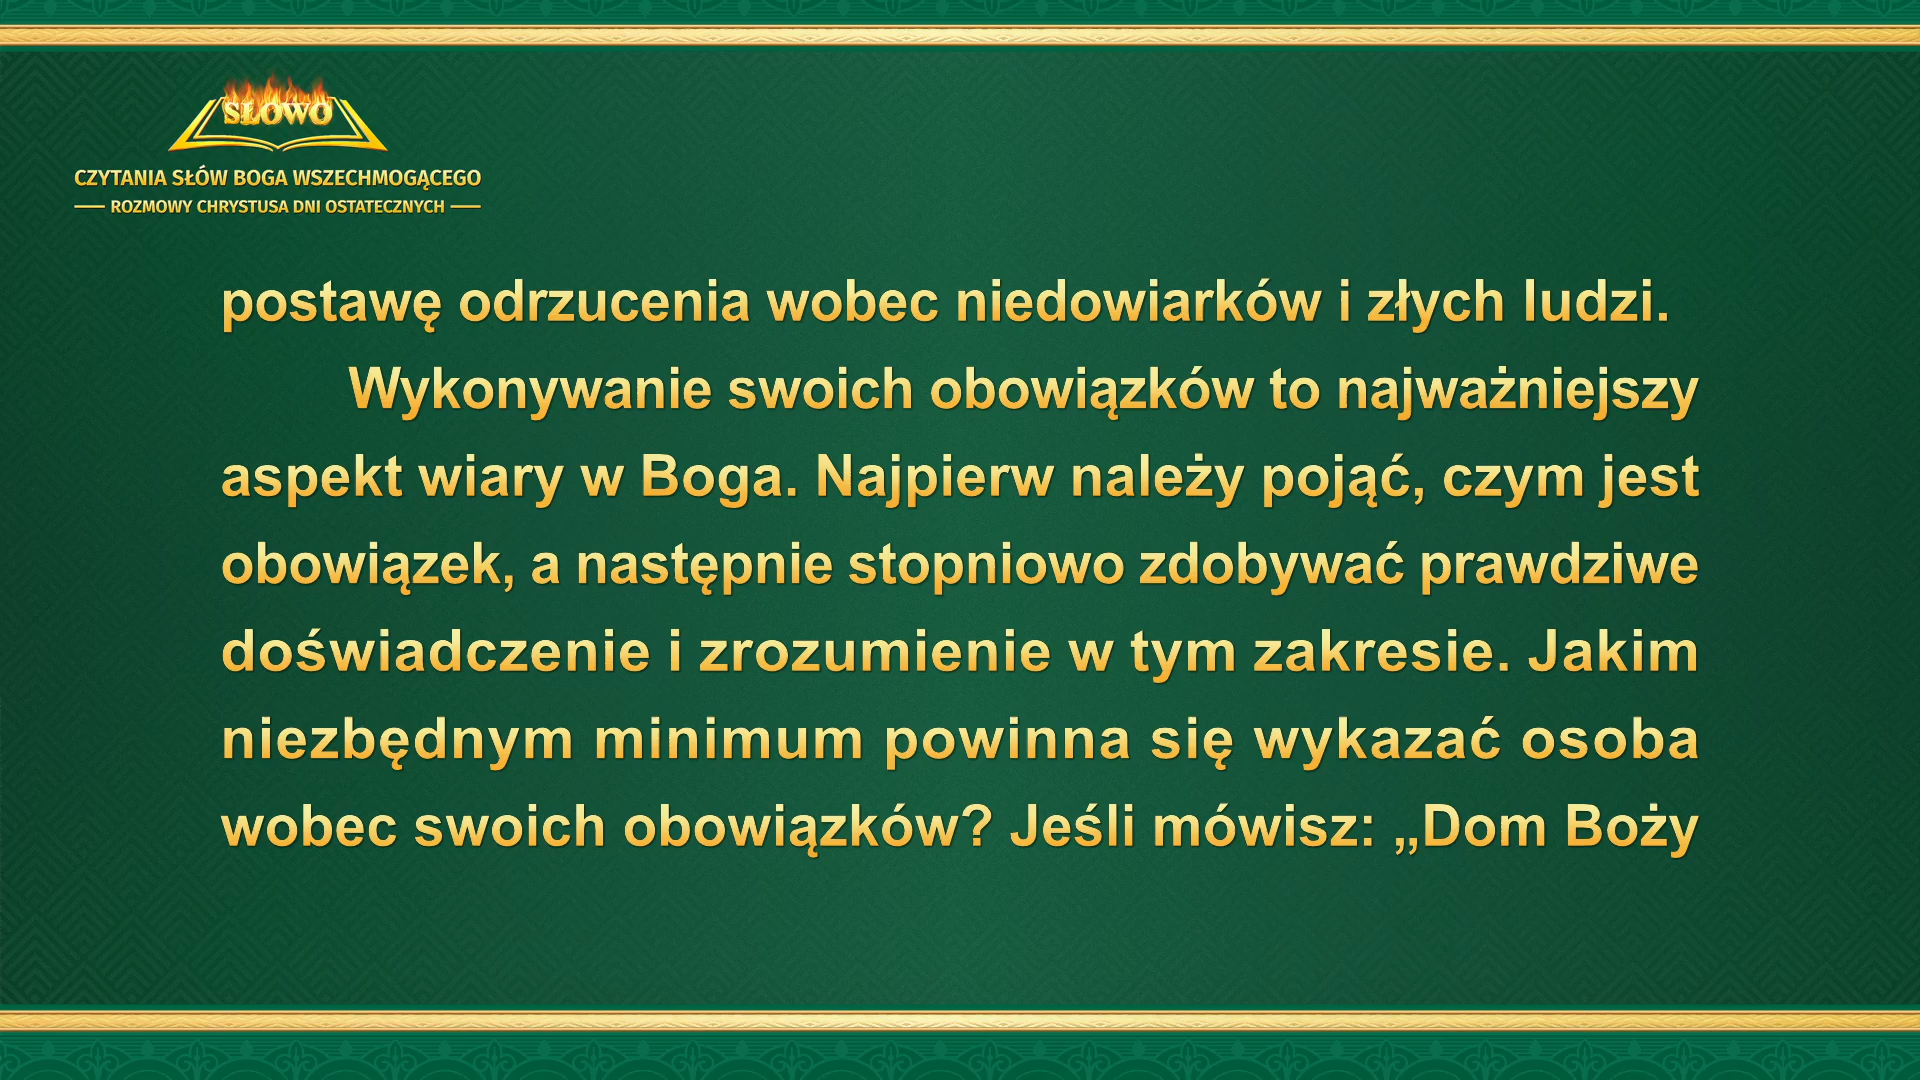 SŁOWO
CZYTANIA SŁÓW BOGA WSZECHMOGĄCEGO
ROZMOWY CHRYSTUSA DNI OSTATECZNYCH
postawę odrzucenia wobec niedowiarków i złych ludzi.
Wykonywanie swoich obowiązków to najważniejszy
aspekt wiary w Boga. Najpierw należy pojąć, czym jest
obowiązek, a następnie stopniowo zdobywać prawdziwe
doświadczenie i zrozumienie w tym zakresie. Jakim
niezbędnym minimum powinna się wykazać osoba
wobec swoich obowiązków? Jeśli mówisz: „Dom Boży